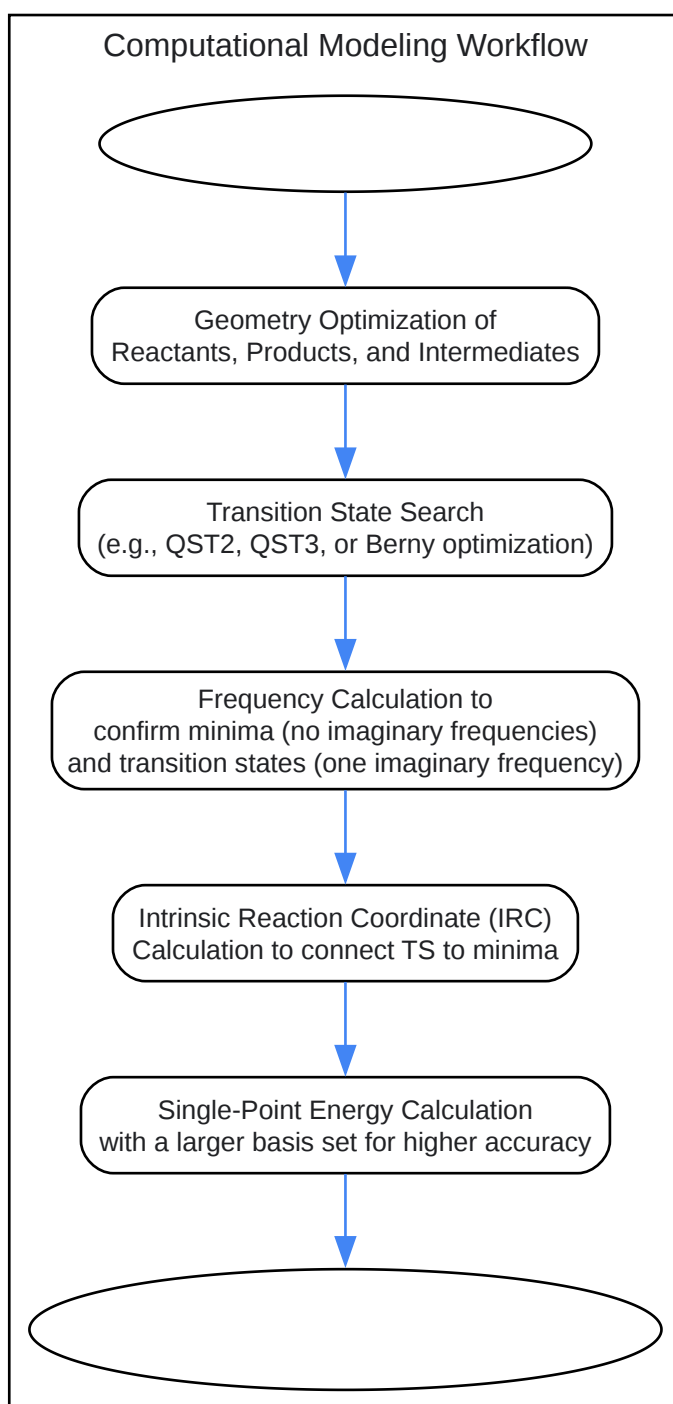 Computational Modeling Workflow
Geometry Optimization of
Reactants, Products, and Intermediates
Transition State Search
(e.g., QST2, QST3, or Berny optimization)
Frequency Calculation to
confirm minima (no imaginary frequencies)
and transition states (one imaginary frequency)
Intrinsic Reaction Coordinate (IRC)
Calculation to connect TS to minima
Single-Point Energy Calculation
with a larger basis set for higher accuracy